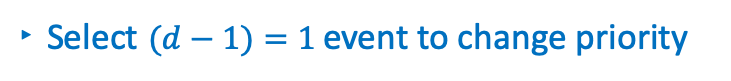 ‣ Select (d − 1) = 1 event to change priority